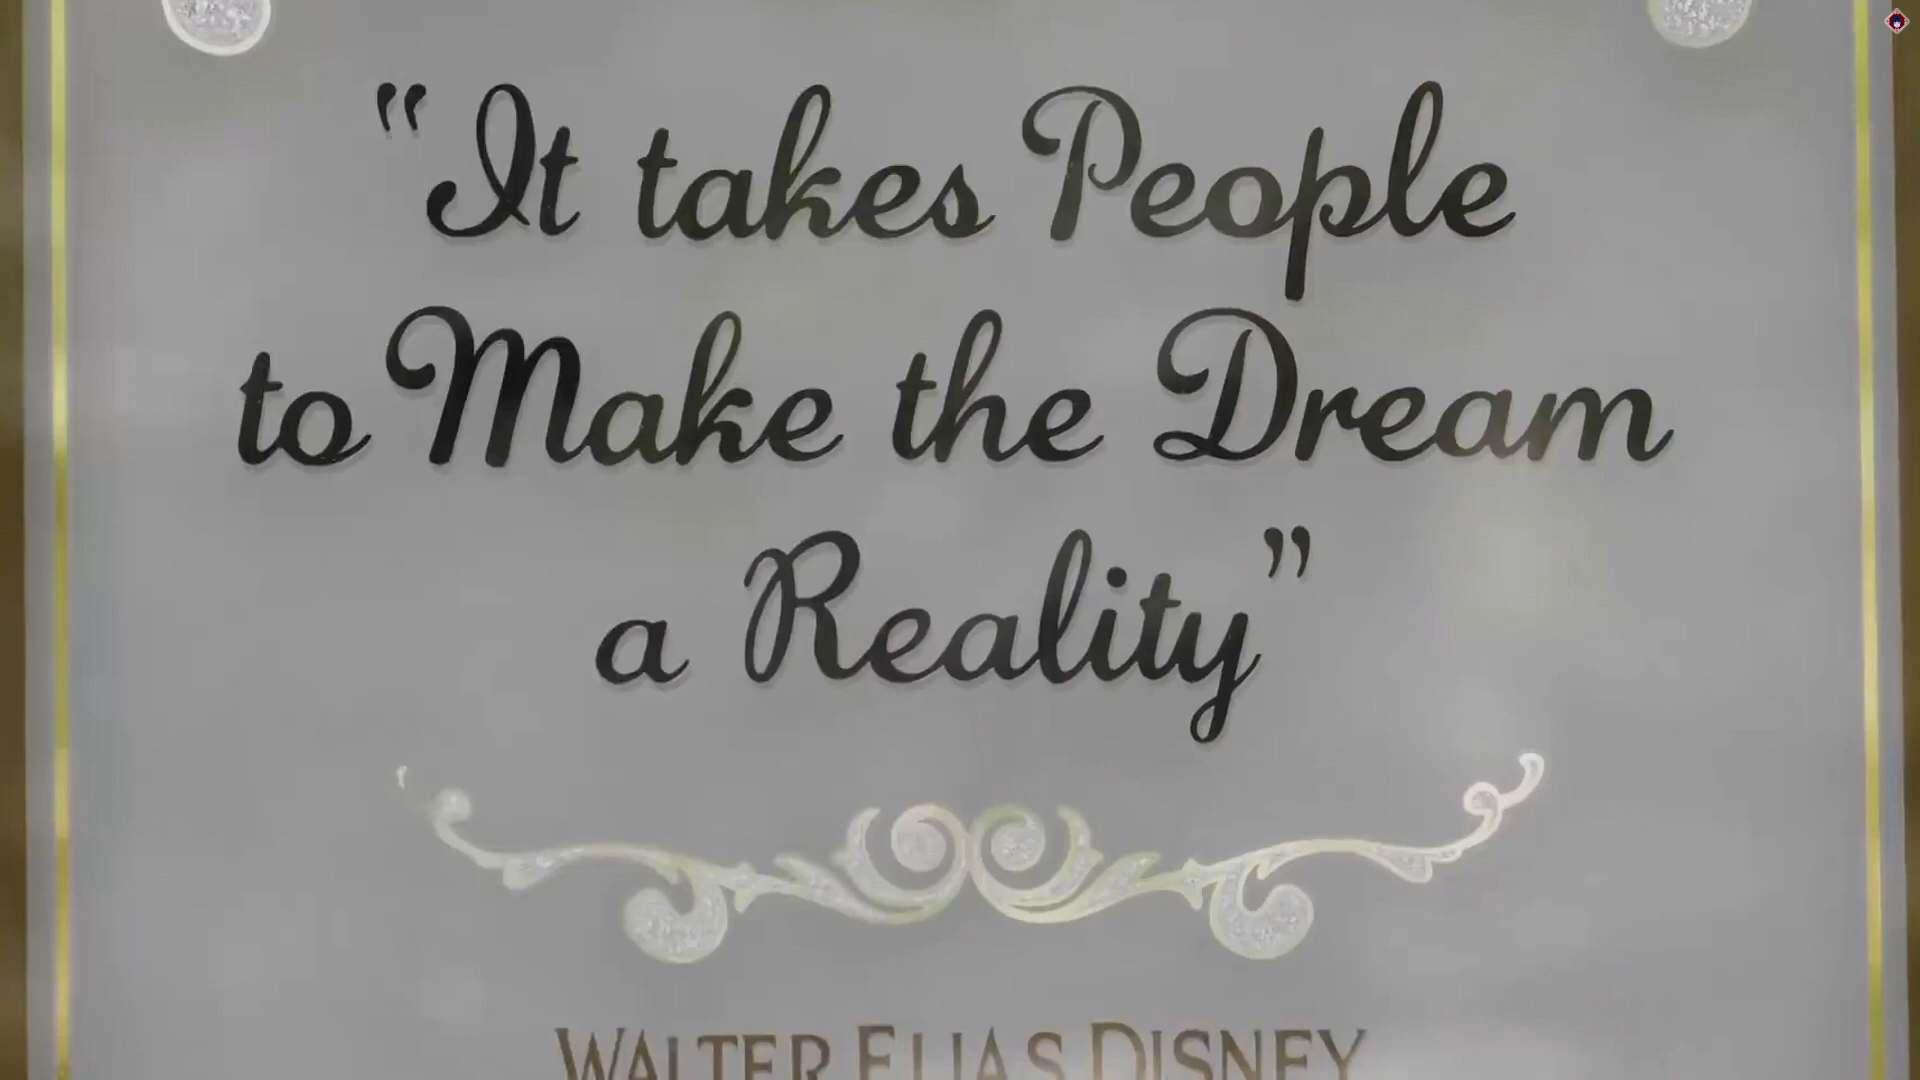 "It takes People
to Make the Dream
a Reality"
WALTER ELIAS DISNEY